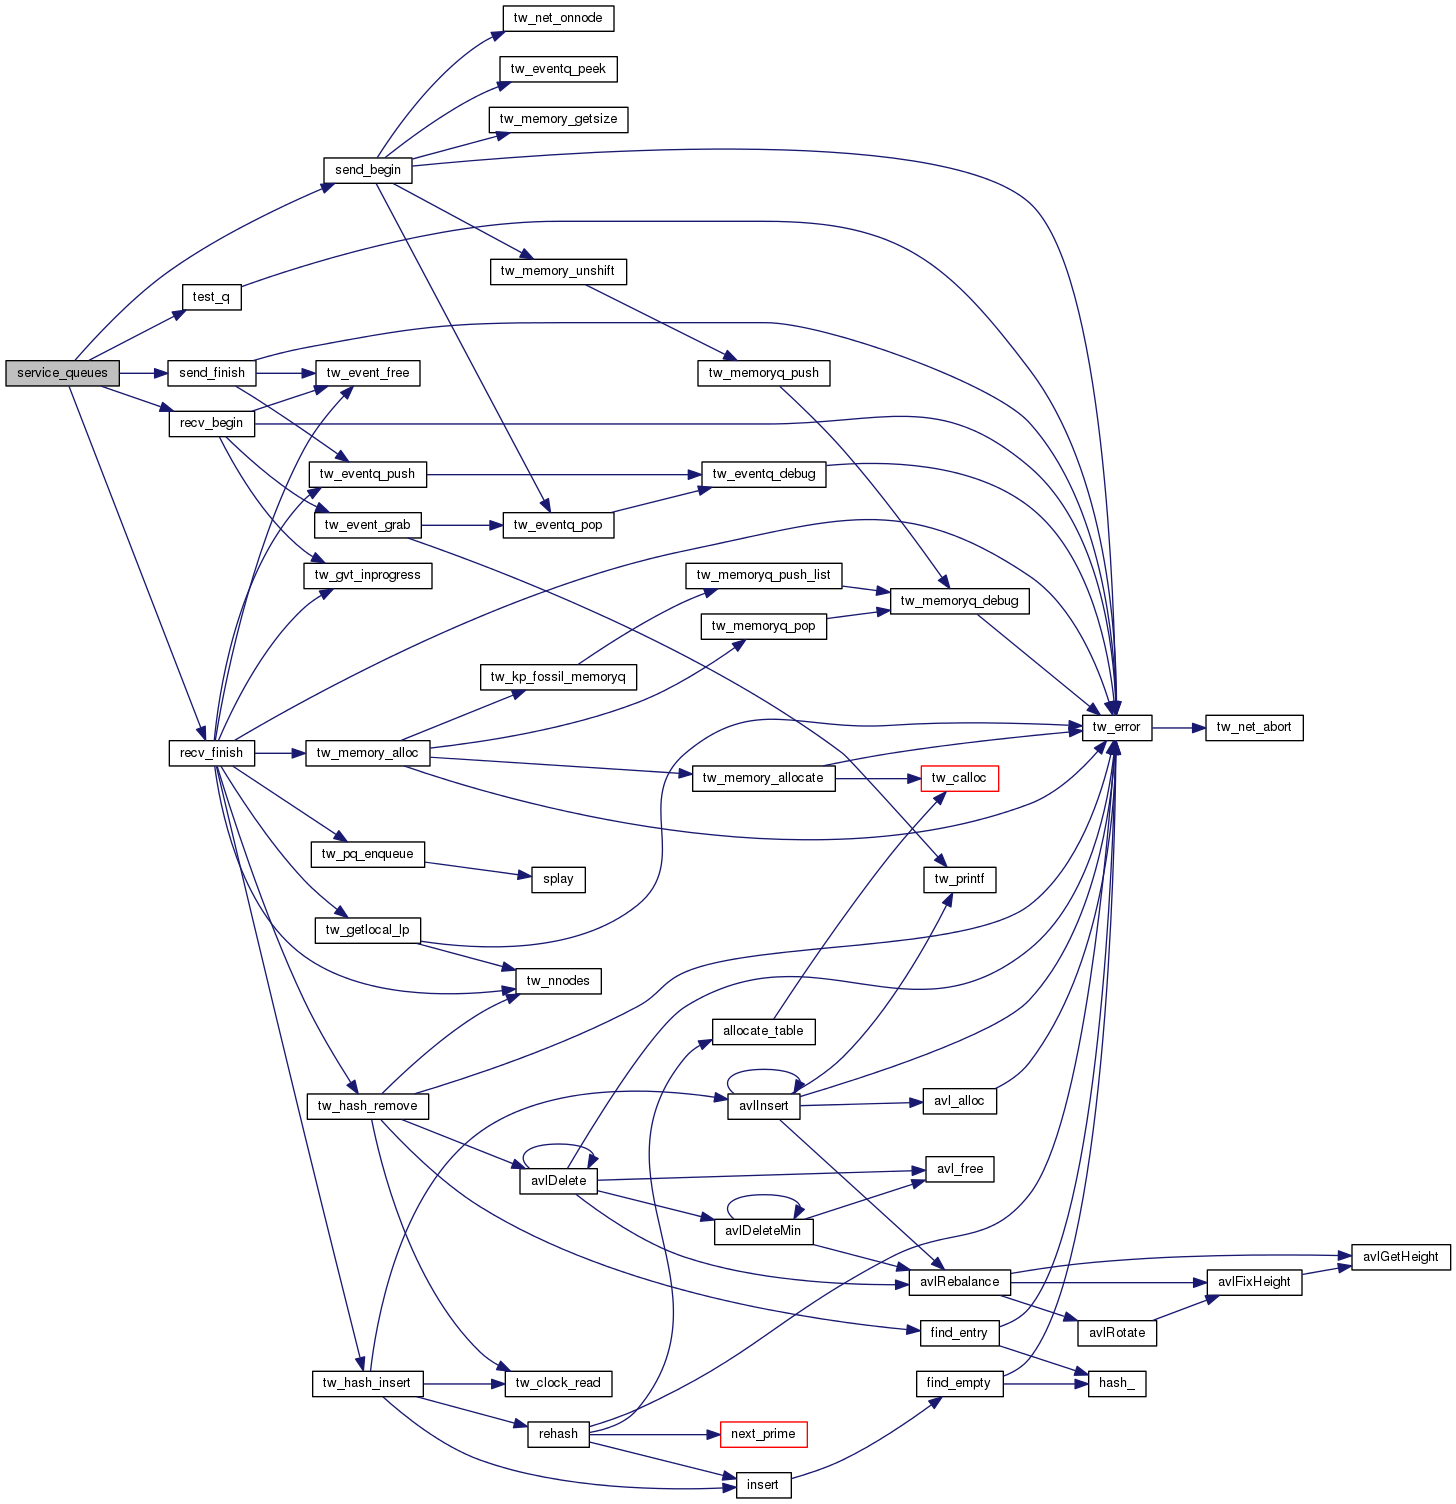 tw_net_onnode
tw_eventq_peek
tw_memory_getsize
send_begin
tw_memory_unshift
test_q
service_queues
send_finish
tw_event_free
tw_memoryq_push
recv_begin
tw_eventq_push
tw_eventq_debug
tw_event_grab
tw_eventq_pop
tw_gvt_inprogress
tw_memoryq_push_list
tw_memoryq_debug
tw_memoryq_pop
tw_kp_fossil_memoryq
tw_error
tw_net_abort
recv_finish
tw_memory_alloc
tw_memory_allocate
tw_calloc
tw_pq_enqueue
splay
tw_printf
tw_getlocal_lp
tw_nnodes
allocate_table
tw_hash_remove
avlInsert
avl_alloc
avlDelete
avl_free
avlDeleteMin
avlGetHeight
avlRebalance
avlFixHeight
find_entry
avlRotate
tw_hash_insert
tw_clock_read
find_empty
hash_
rehash
next_prime
insert